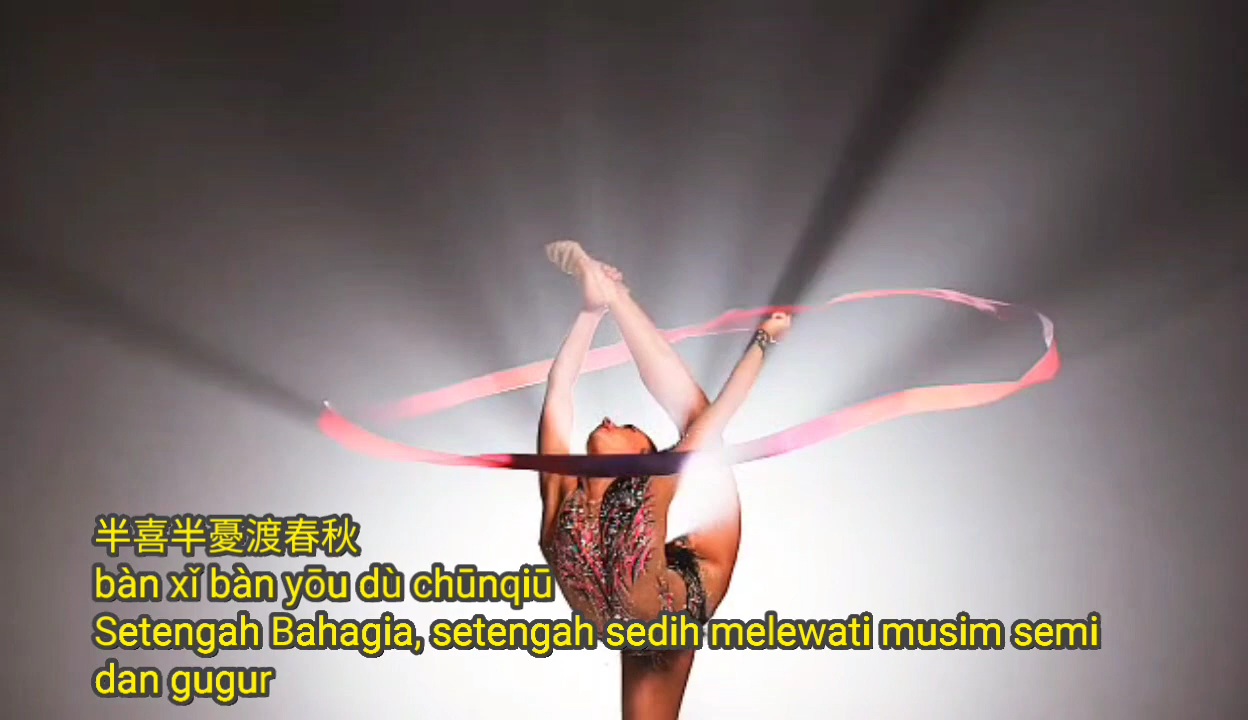 半喜半憂渡春秋
bàn xǐ bàn yōu dù chūnqiū
Setengah Bahagia, setengah sedih melewati musim semi
dan gugur